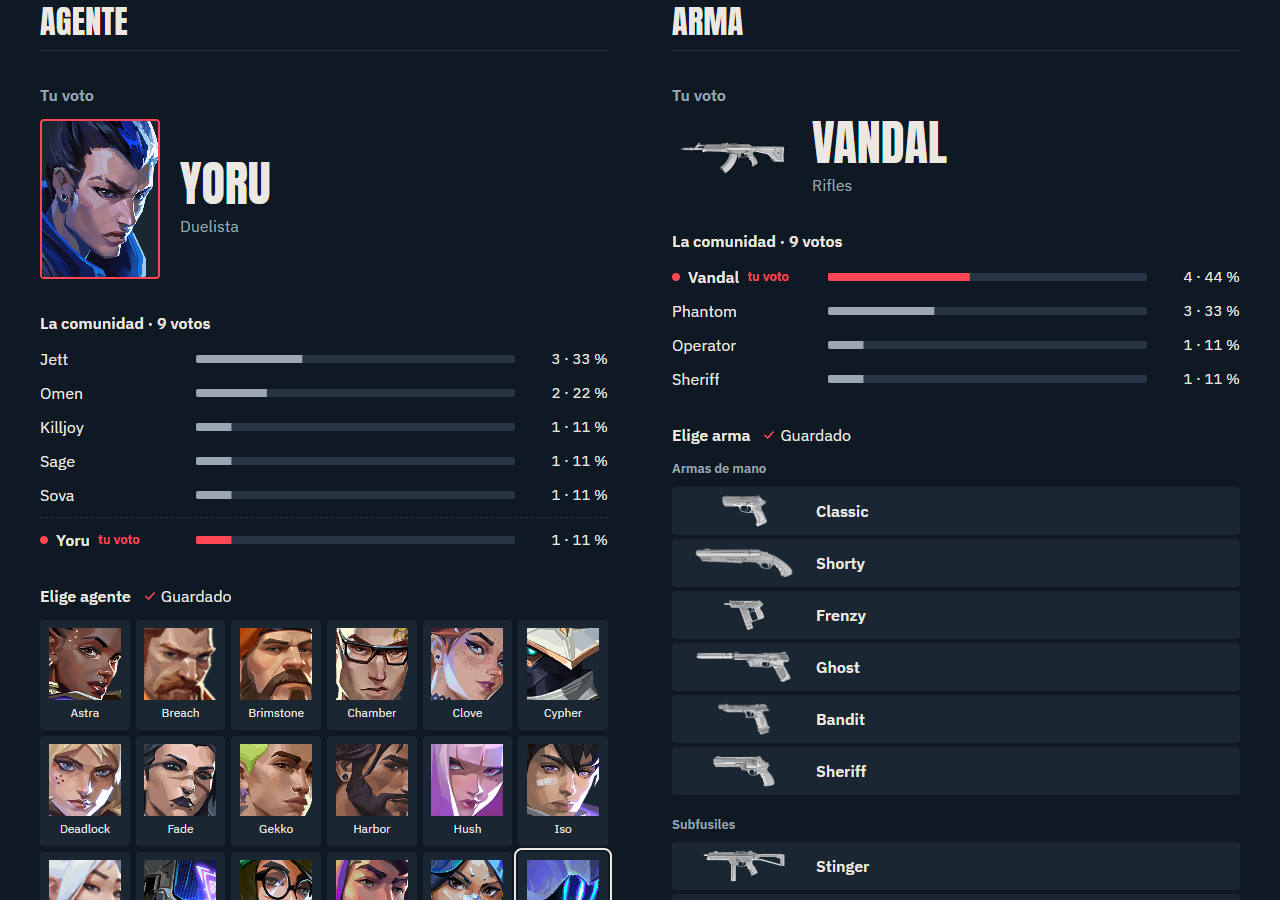 AGENTE
Tu voto
YORU
Duelista
La comunidad · 9 votos
Jett 3 · 33 %
Omen 2 · 22 %
Killjoy 1 · 11 %
Sage 1 · 11 %
Sova 1 · 11 %
Yoru tu voto 1 · 11 %
Elige agente Guardado
Astra Breach Brimstone Chamber Clove Cypher
Deadlock Fade Gekko Harbor Hush Iso
ARMA
Tu voto
VANDAL
Rifles
La comunidad · 9 votos
Vandal tu voto 4 · 44 %
Phantom 3 · 33 %
Operator 1 · 11 %
Sheriff 1 · 11 %
Elige arma Guardado
Armas de mano
Classic
Shorty
Frenzy
Ghost
Bandit
Sheriff
Subfusiles
Stinger